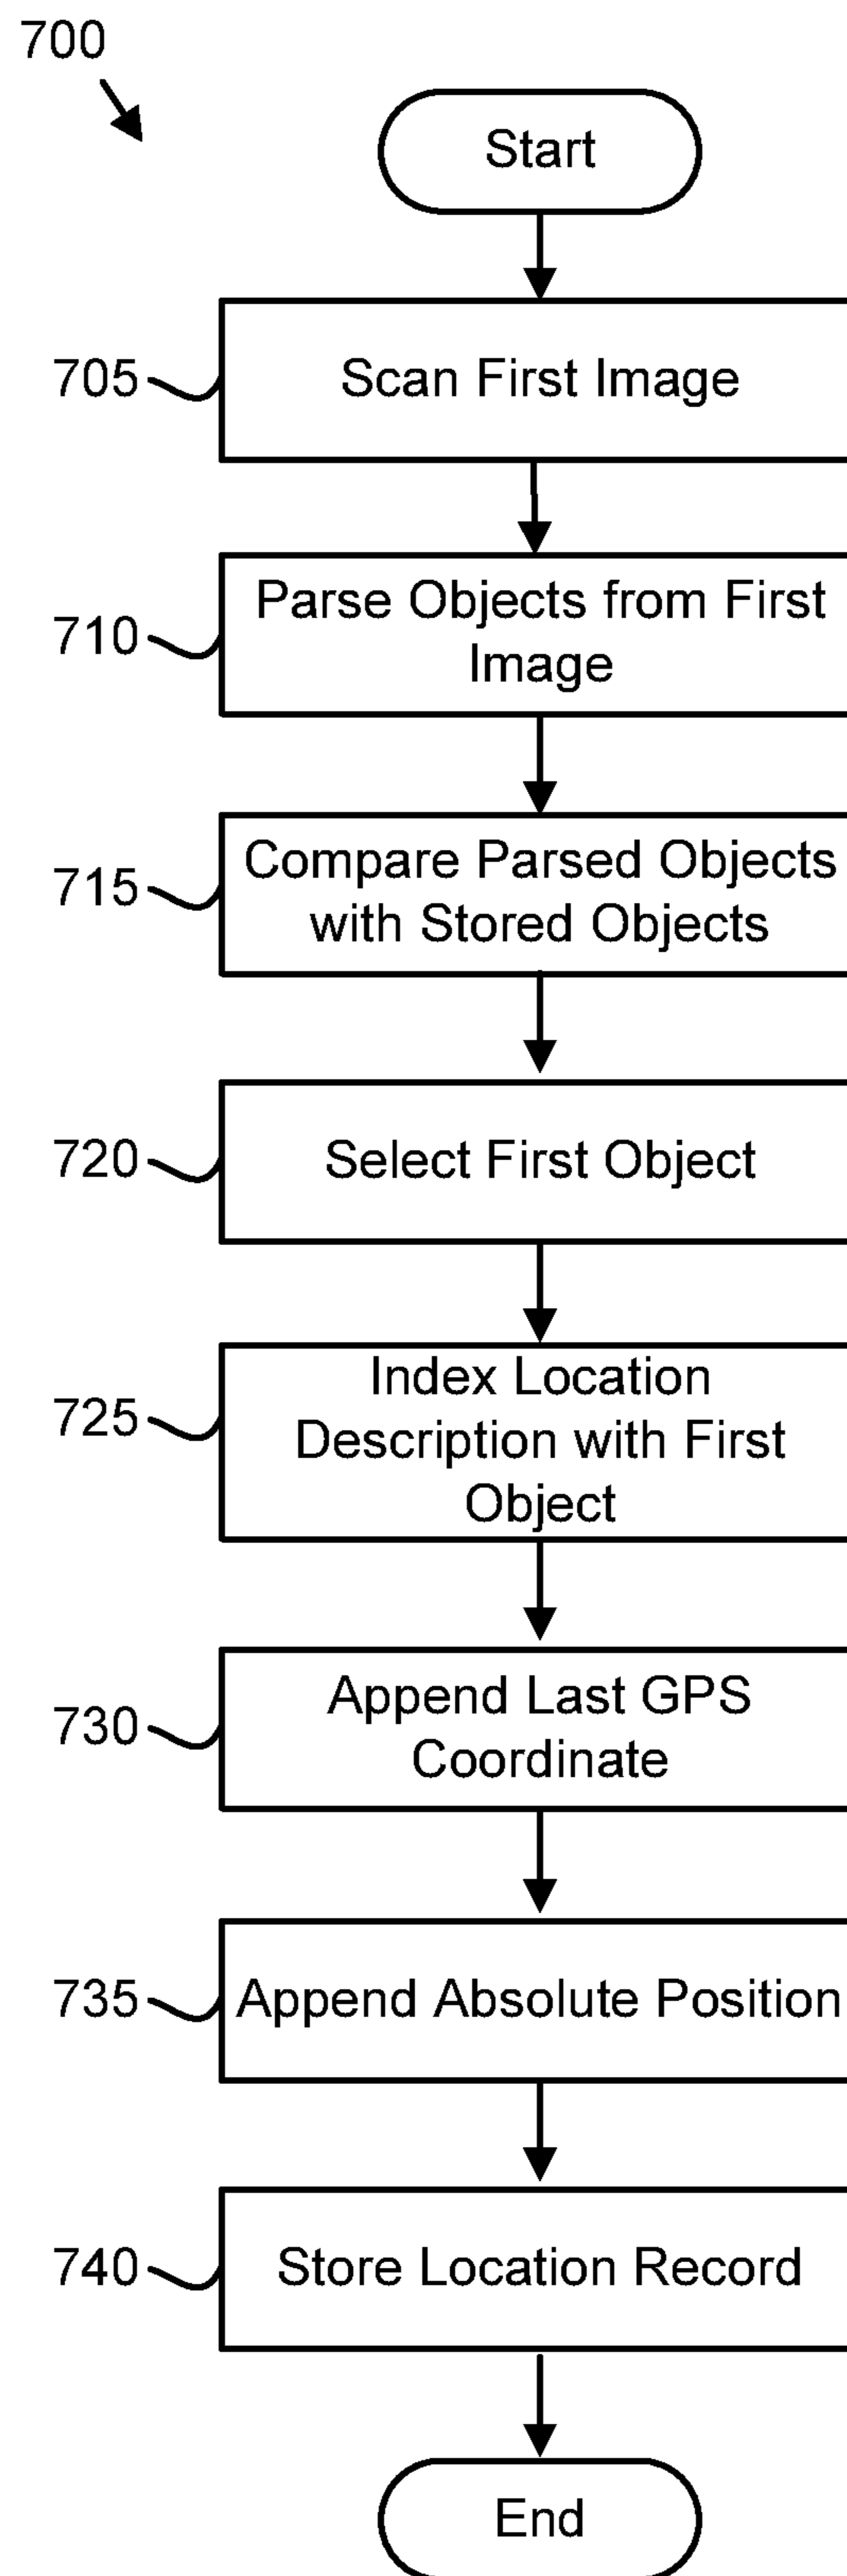 700
Start
705
Scan First Image
710
Parse Objects from First
Image
715
Compare Parsed Objects
with Stored Objects
720
Select First Object
725
Index Location
Description with First
Object
730
Append Last GPS
Coordinate
735
Append Absolute Position
740
Store Location Record
End